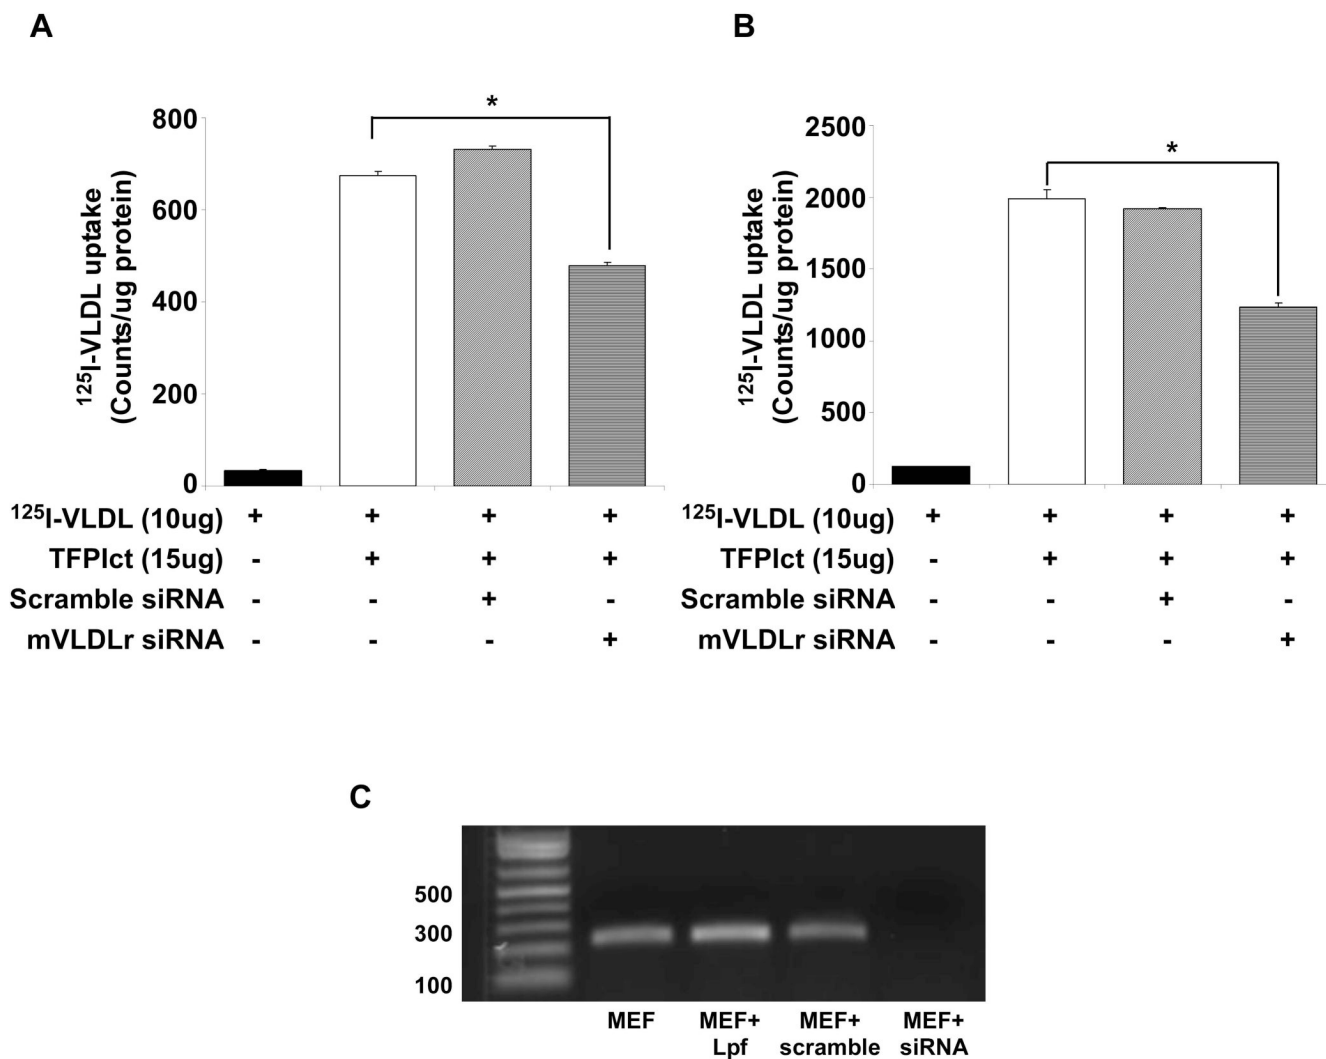 A
B
800
600
400
200
0
125I-VLDL uptake
(Counts/ug protein)
*
125I-VLDL (10ug) + + + +
TFPIct (15ug) - + + +
Scramble siRNA - - + -
mVLDLr siRNA - - - +
2500
2000
1500
1000
500
0
125I-VLDL uptake
(Counts/ug protein)
*
125I-VLDL (10ug) + + + +
TFPIct (15ug) - + + +
Scramble siRNA - - + -
mVLDLr siRNA - - - +
C
500
300
100
MEF MEF+ MEF+ MEF+
Lpf scramble siRNA